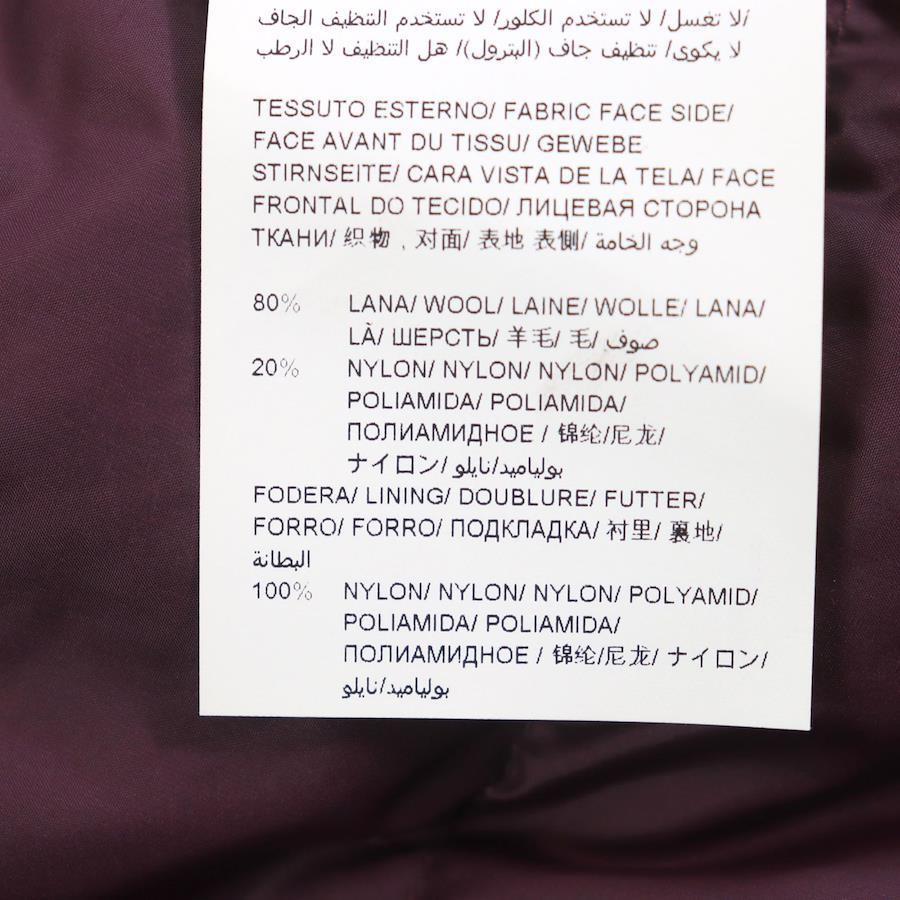 لا تغسل/ لا تستخدم الكلور/ لا تستخدم التنظيف الجاف/
لا يكوى/ تنظيف جاف (البترول)/ هل التنظيف لا الرطب
TESSUTO ESTERNO/ FABRIC FACE SIDE/
FACE AVANT DU TISSU/ GEWEBE
STIRNSEITE/ CARA VISTA DE LA TELA/ FACE
FRONTAL DO TECIDO/ ЛИЦЕВАЯ СТОРОНА
ТКАНИ/ 织物 , 对面/ 表地 表側/ وجه الخامة
80% LANA/ WOOL/ LAINE/ WOLLE/ LANA/
LÀ/ ШЕРСТЬ/ 羊毛/ 毛/ صوف
20% NYLON/ NYLON/ NYLON/ POLYAMID/
POLIAMIDA/ POLIAMIDA/
ПОЛИАМИДНОЕ / 锦纶/尼龙/
ナイロン/ بولياميد/نايلو
FODERA/ LINING/ DOUBLURE/ FUTTER/
FORRO/ FORRO/ ПОДКЛАДКА/ 衬里/ 裏地/
البطانة
100% NYLON/ NYLON/ NYLON/ POLYAMID/
POLIAMIDA/ POLIAMIDA/
ПОЛИАМИДНОЕ / 锦纶/尼龙/ ナイロン/
بولياميد/نايلو